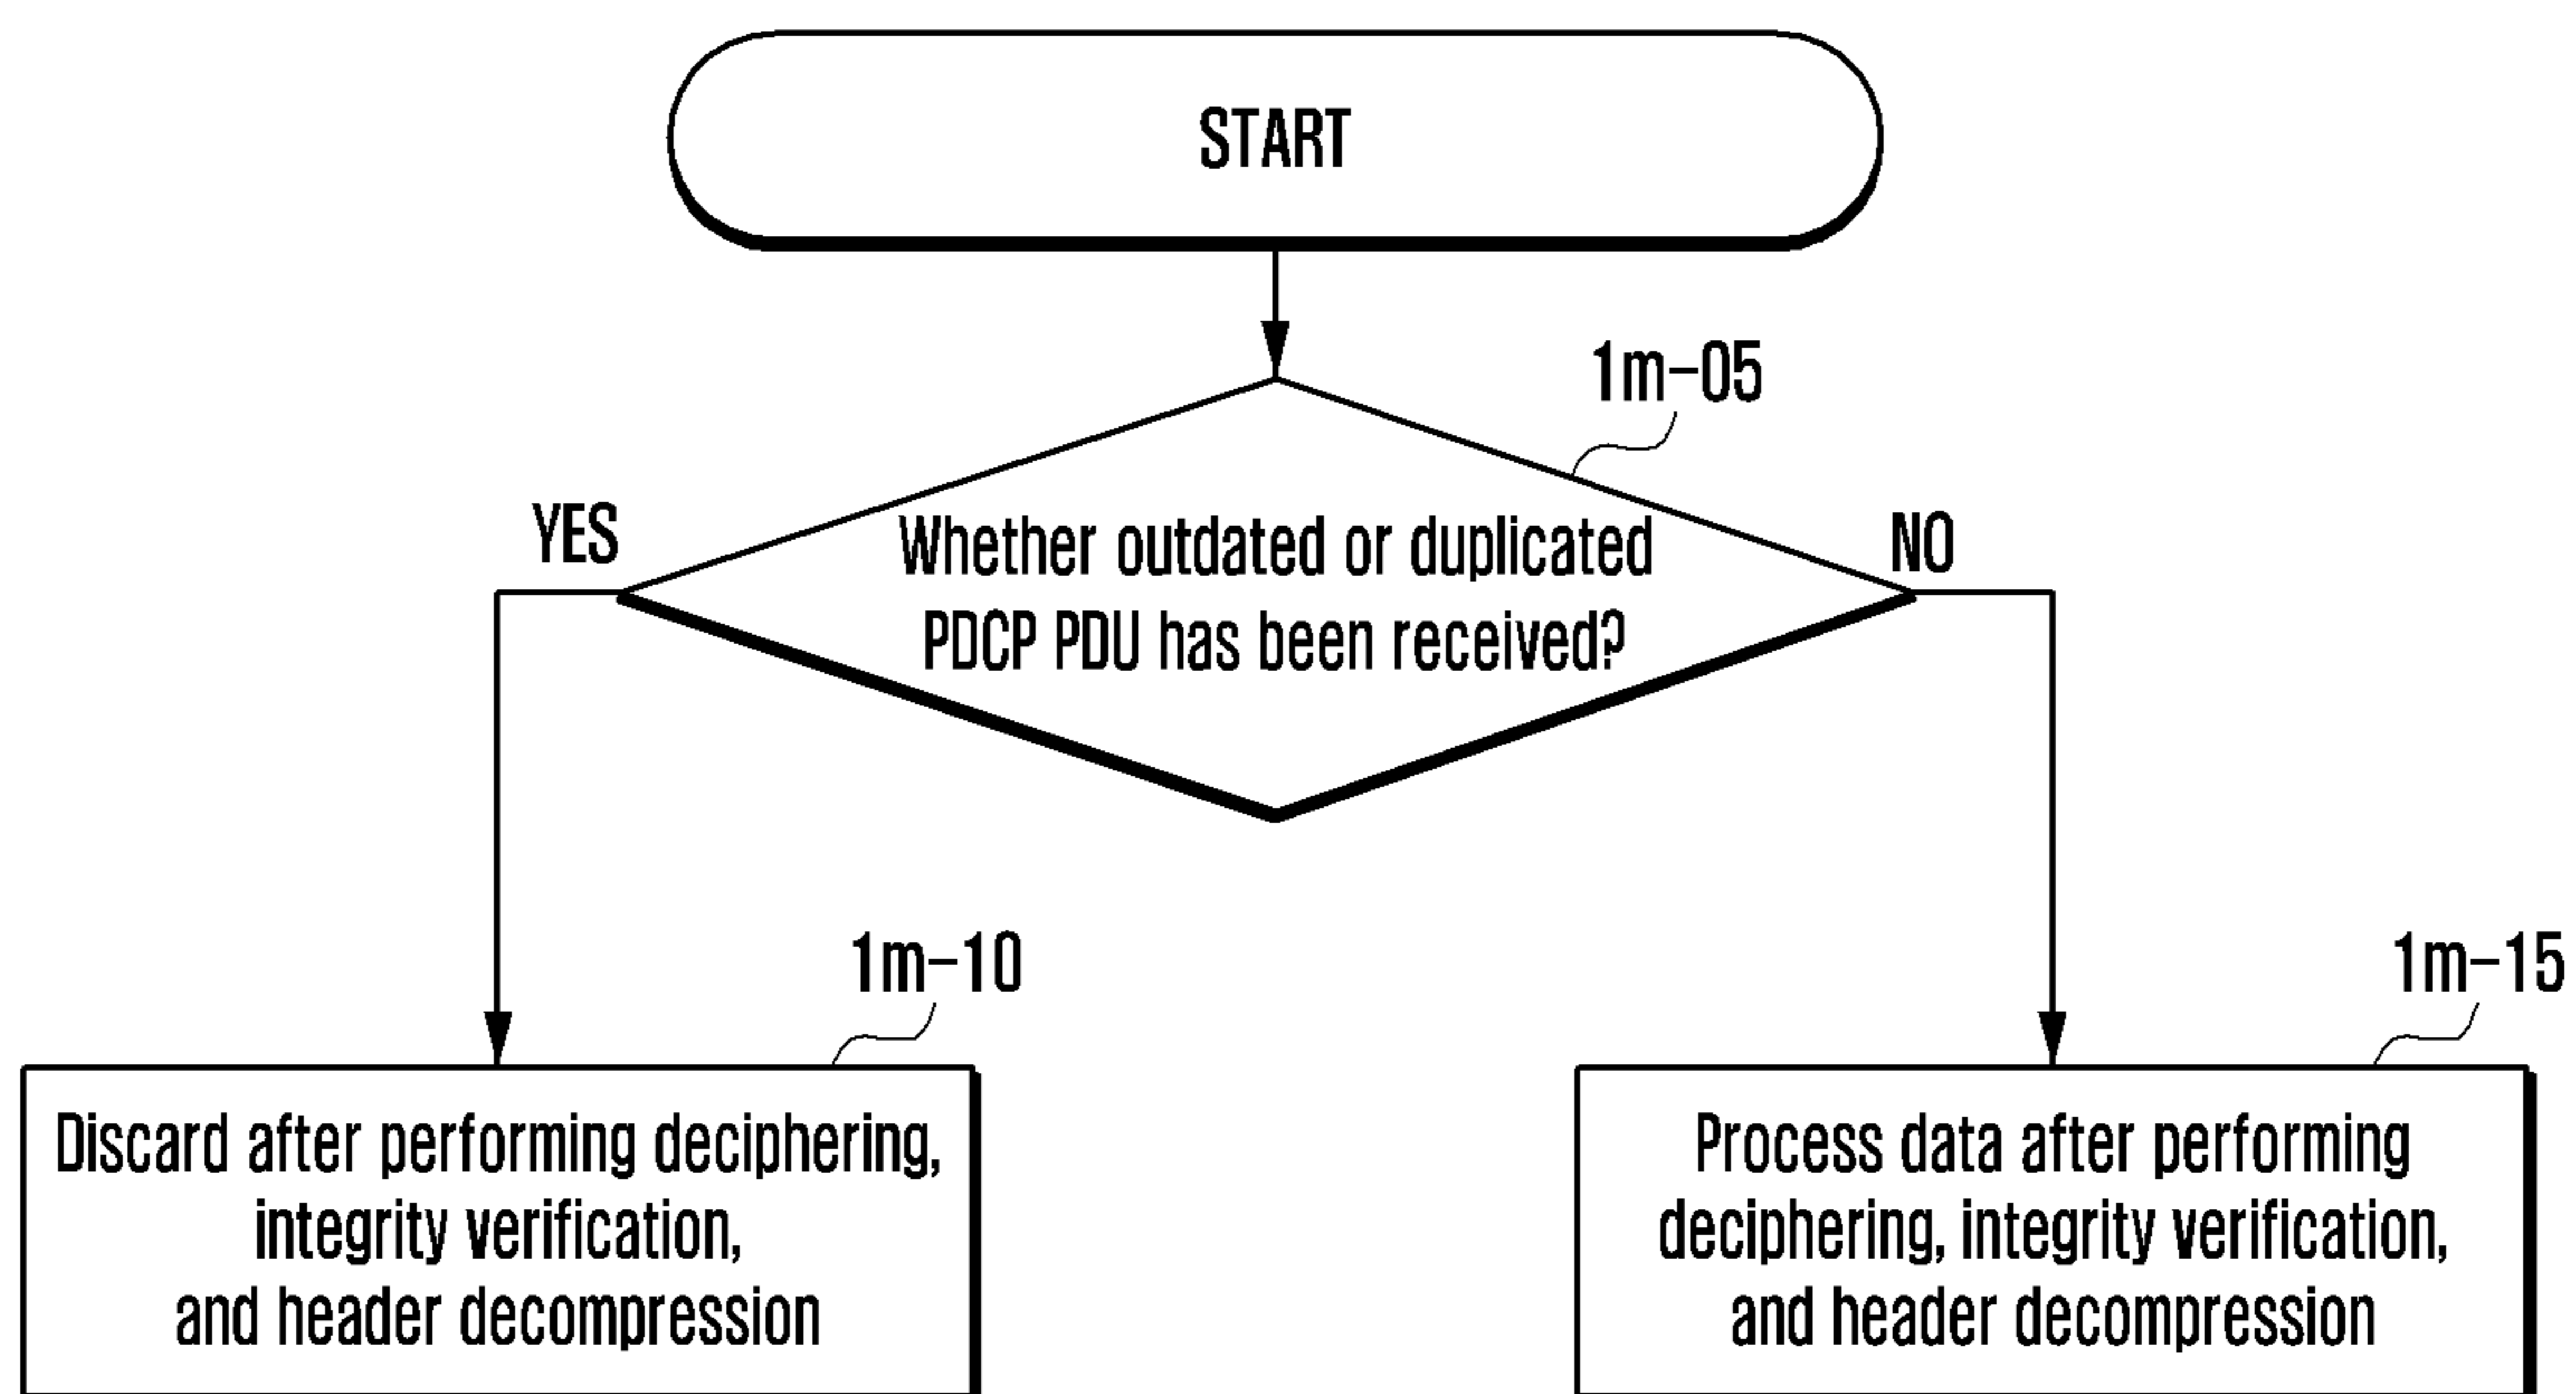 START
1m-05
YES
NO
Whether outdated or duplicated
PDCP PDU has been received?
1m-10
1m-15
Discard after performing deciphering,
integrity verification,
and header decompression
Process data after performing
deciphering, integrity verification,
and header decompression